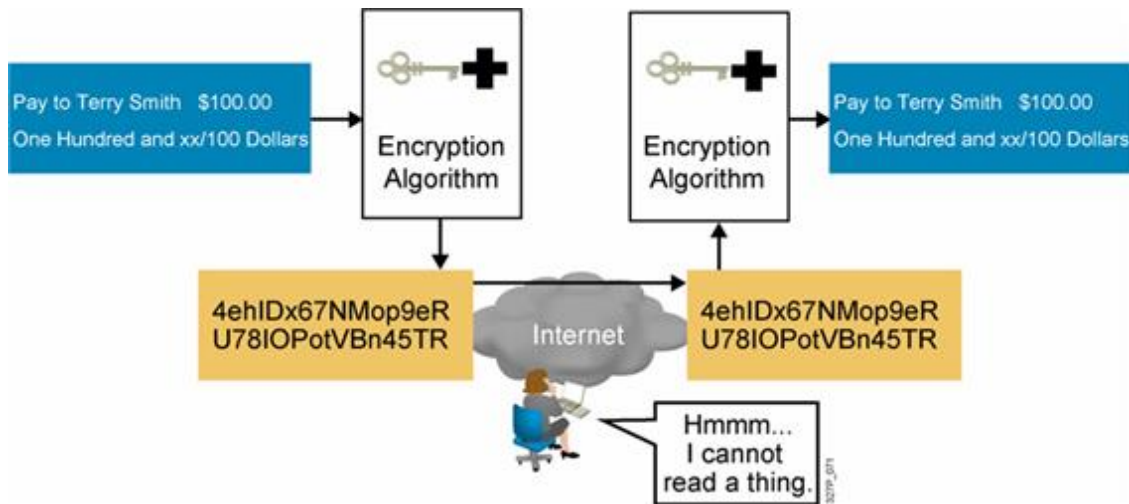 Pay to Terry Smith $100.00
One Hundred and xx/100 Dollars
Encryption
Algorithm
Encryption
Algorithm
Pay to Terry Smith $100.00
One Hundred and xx/100 Dollars
4ehIDx67NMop9eR
U78IOPotVBn45TR
Internet
4ehIDx67NMop9eR
U78IOPotVBn45TR
Hmmm...
I cannot
read a thing.
327P_071